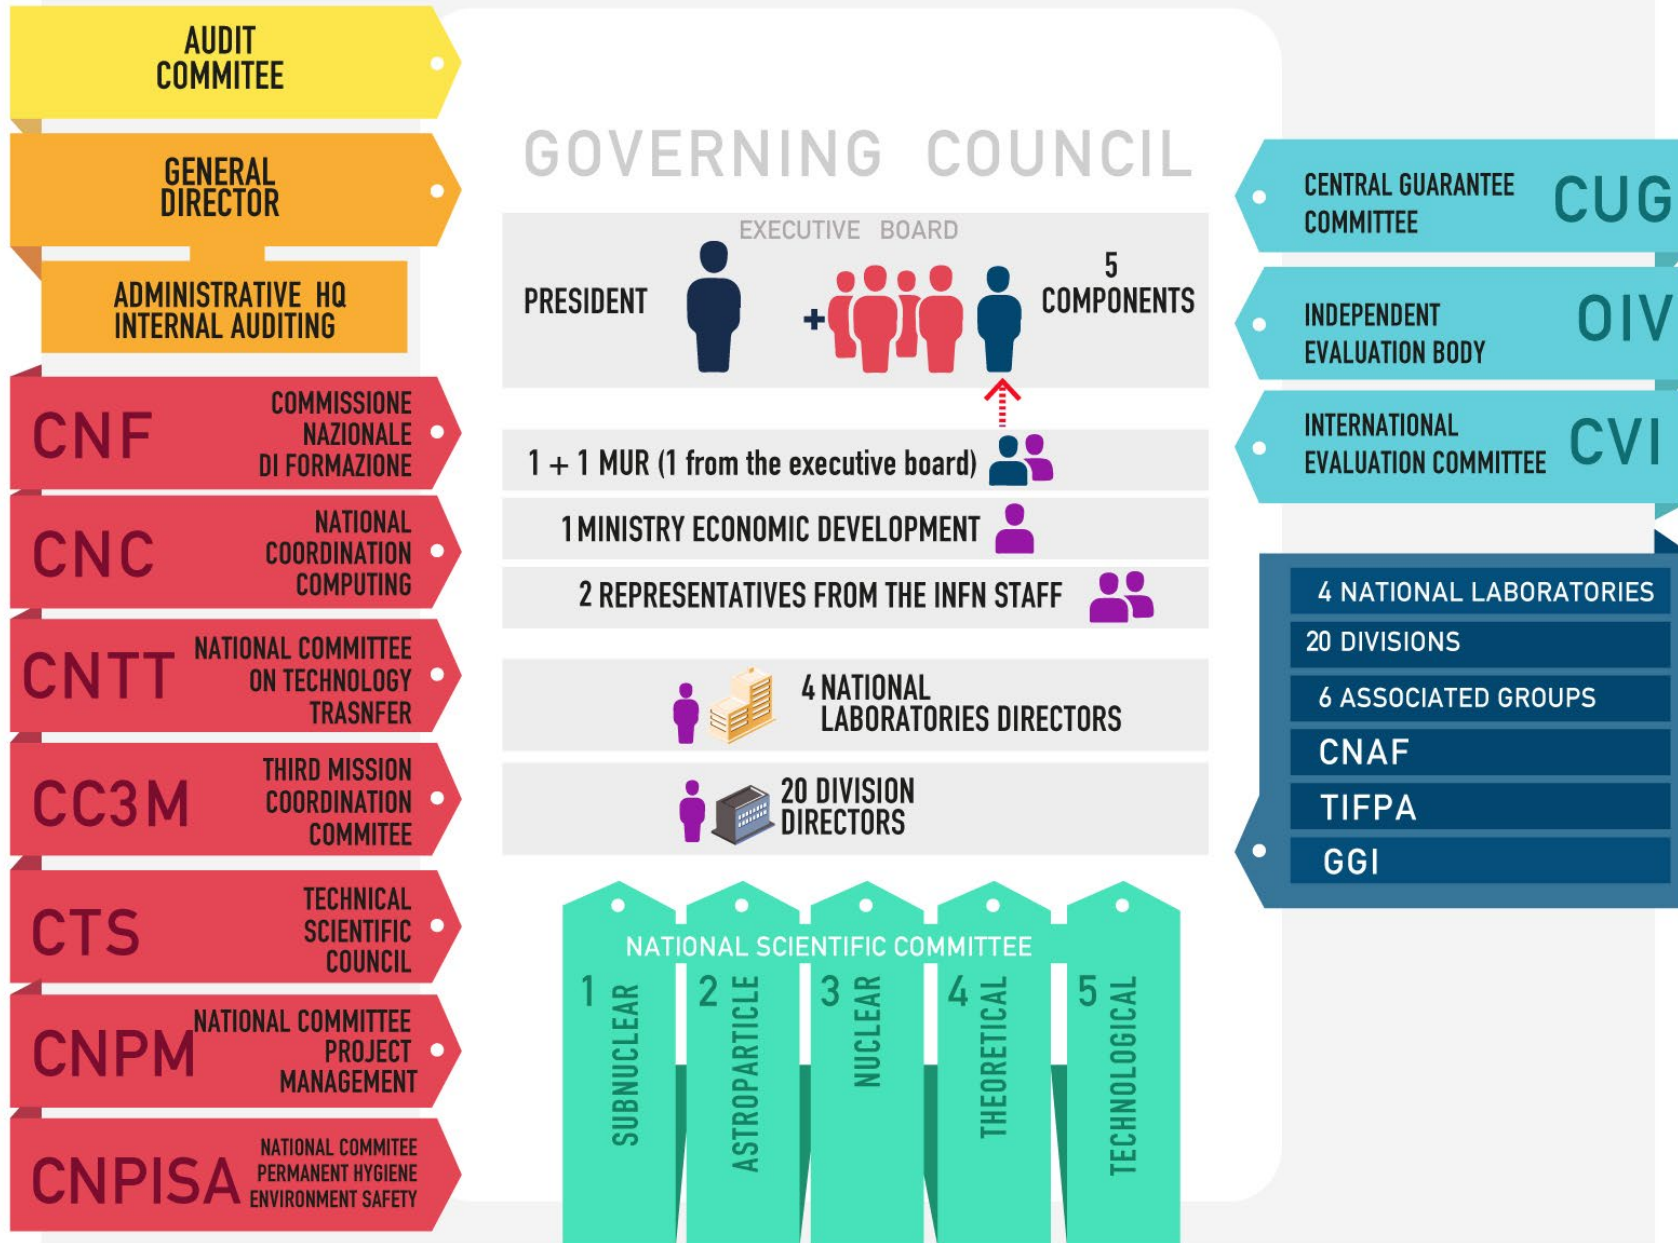 AUDIT
COMMITEE
GENERAL
DIRECTOR
ADMINISTRATIVE HQ
INTERNAL AUDITING
CNF
COMMISSIONE
NAZIONALE
DI FORMAZIONE
CNC
NATIONAL
COORDINATION
COMPUTING
CNTT
NATIONAL COMMITTEE
ON TECHNOLOGY
TRASNFER
CC3M
THIRD MISSION
COORDINATION
COMMITEE
CTS
TECHNICAL
SCIENTIFIC
COUNCIL
CNPM
NATIONAL COMMITTEE
PROJECT
MANAGEMENT
CNPISA
NATIONAL COMMITEE
PERMANENT HYGIENE
ENVIRONMENT SAFETY
GOVERNING COUNCIL
EXECUTIVE BOARD
PRESIDENT
+
5
COMPONENTS
1 + 1 MUR (1 from the executive board)
1 MINISTRY ECONOMIC DEVELOPMENT
2 REPRESENTATIVES FROM THE INFN STAFF
4 NATIONAL
LABORATORIES DIRECTORS
20 DIVISION
DIRECTORS
NATIONAL SCIENTIFIC COMMITTEE
1 SUBNUCLEAR
2 ASTROPARTICLE
3 NUCLEAR
4 THEORETICAL
5 TECHNOLOGICAL
CENTRAL GUARANTEE
COMMITTEE
CUG
INDEPENDENT
EVALUATION BODY
OIV
INTERNATIONAL
EVALUATION COMMITTEE
CVI
4 NATIONAL LABORATORIES
20 DIVISIONS
6 ASSOCIATED GROUPS
CNAF
TIFPA
GGI